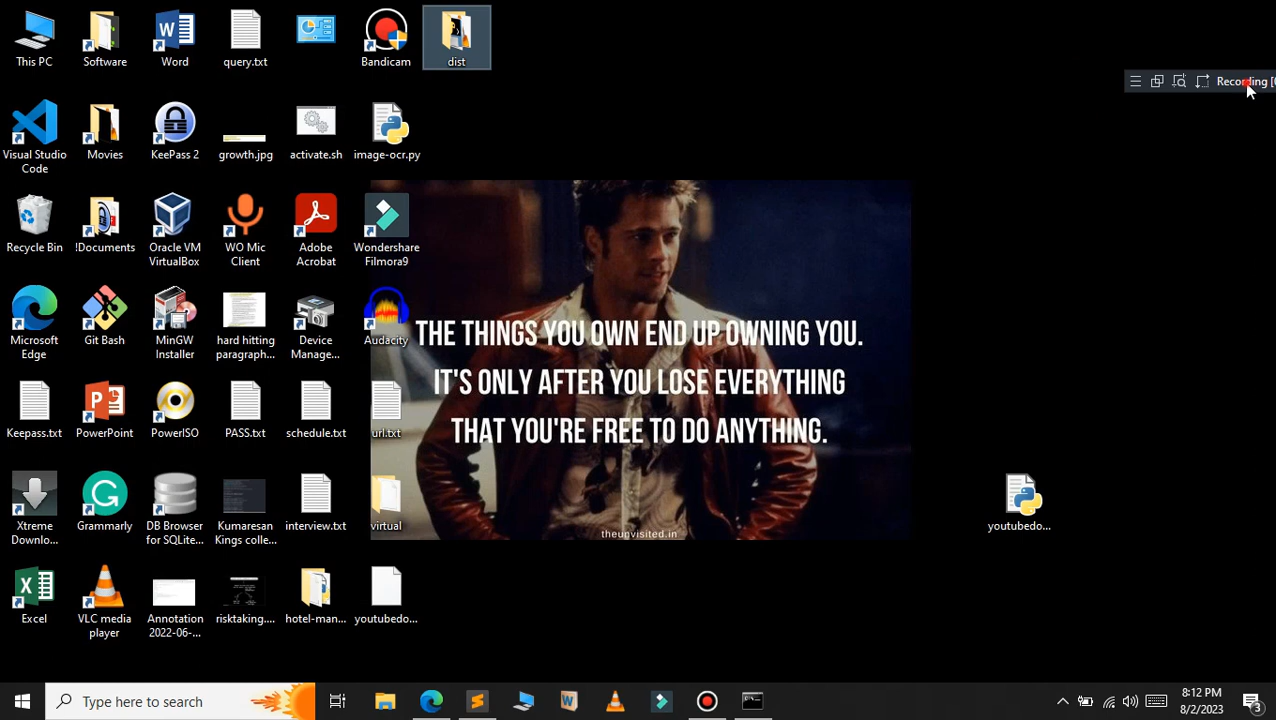 This PC
Software
Word
query.txt
Bandicam
dist
Recording
Visual Studio
Code
Movies
KeePass 2
growth.jpg
activate.sh
image-ocr.py
Recycle Bin
!Documents
Oracle VM
VirtualBox
WO Mic
Client
Adobe
Acrobat
Wondershare
Filmora9
Microsoft
Edge
Git Bash
MinGW
Installer
hard hitting
paragraph...
Device
Manage...
Audacity
THE THINGS YOU OWN END UP OWNING YOU.
IT'S ONLY AFTER YOU LOSE EVERYTHING
THAT YOU'RE FREE TO DO ANYTHING.
theunvisited.in
Keepass.txt
PowerPoint
PowerISO
PASS.txt
schedule.txt
url.txt
Xtreme
Downlo...
Grammarly
DB Browser
for SQLite...
Kumaresan
Kings colle...
interview.txt
virtual
youtubedo...
Excel
VLC media
player
Annotation
2022-06-...
risktaking....
hotel-man...
youtubedo...
Type here to search
:12 PM
8/2/2023
3